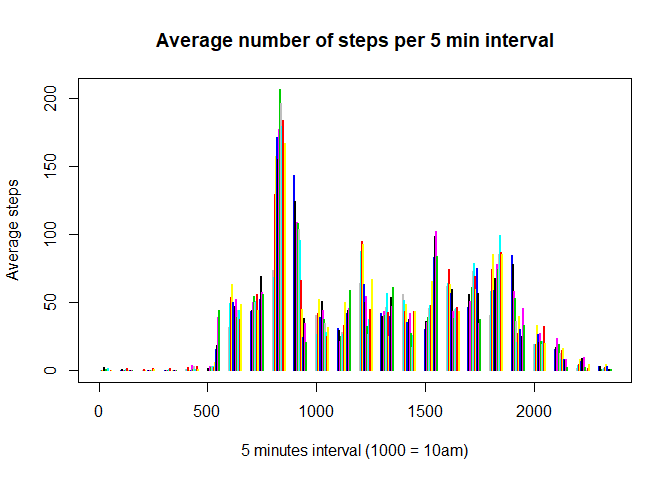 Average number of steps per 5 min interval
Average steps
200
150
100
50
0
0 500 1000 1500 2000
5 minutes interval (1000 = 10am)